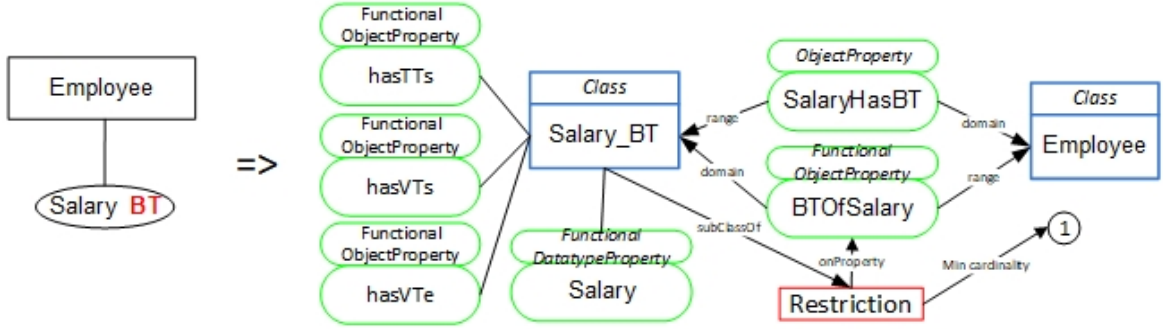 Employee
Salary BT
=>
Functional
ObjectProperty
hasTTs
Functional
ObjectProperty
hasVTs
Functional
ObjectProperty
hasVTe
Class
Salary_BT
Functional
DatatypeProperty
Salary
ObjectProperty
SalaryHasBT
Functional
ObjectProperty
BTOfSalary
range
domain
domain
range
subClassOf
onProperty
Restriction
Min cardinality
1
Class
Employee